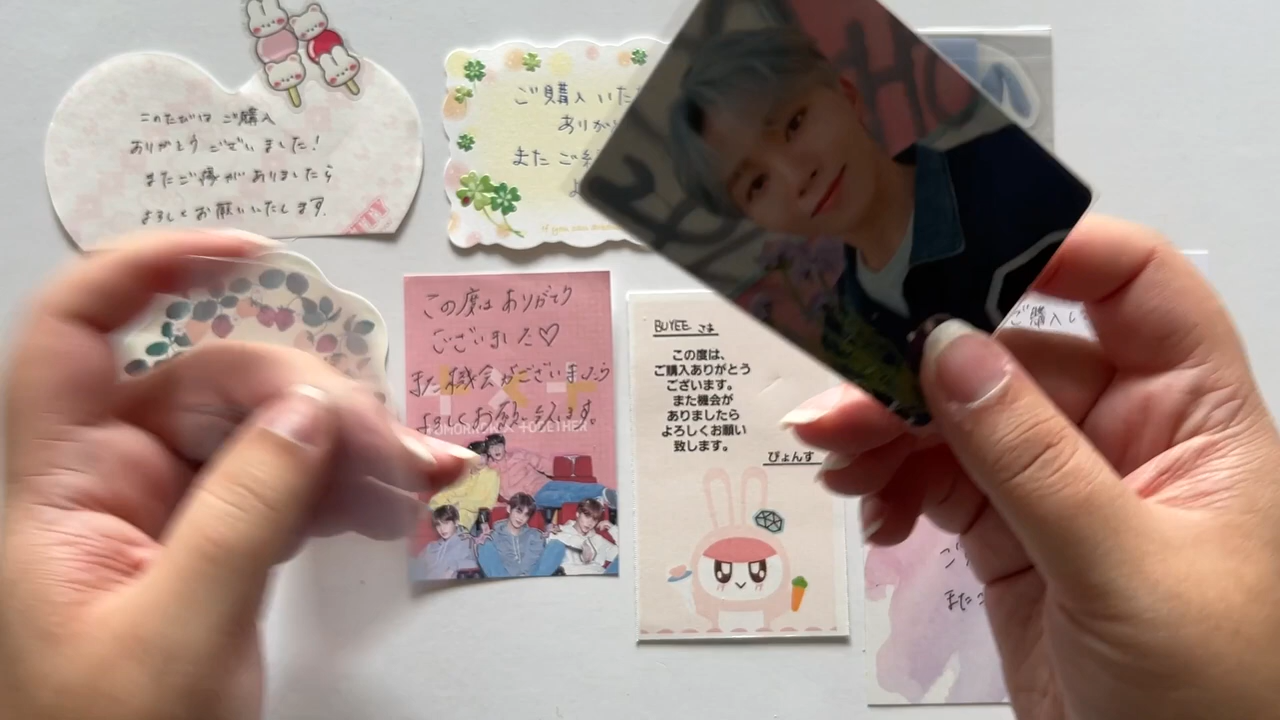 このたびは ご購入
ありがとうございました!
またご縁がありましたら
よろしくお願いいたします.
ご購入 いた
ありが
また ご
この度は ありがとう
ございました♡
また機会がございましたら
よろしくお願い
TOGETHER
BUYEE さま
この度は、
ご購入ありがとう
ございます。
また機会が
ありましたら
よろしくお願い
致します。
ぴょんす
ご購入
また